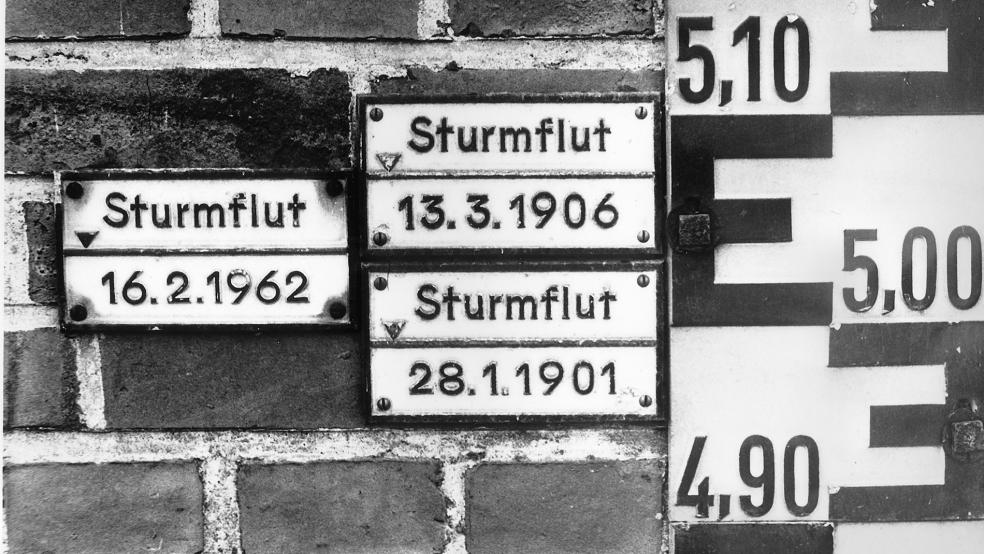 Sturmflut
16.2.1962
Sturmflut
13.3.1906
Sturmflut
28.1.1901
5,10
5,00
4,90